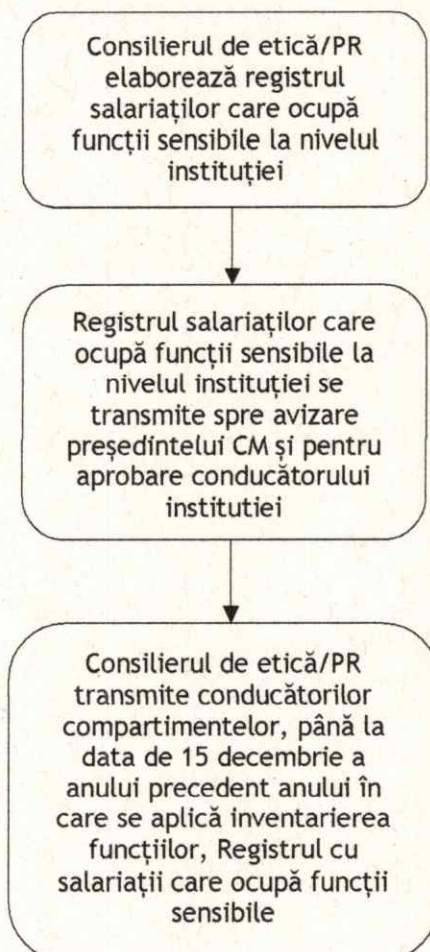 Consilierul de etică/PR
elaborează registrul
salariaților care ocupă
funcții sensibile la nivelul
instituției
Registrul salariaților care
ocupă funcții sensibile la
nivelul instituției se
transmite spre avizare
președintelui CM și pentru
aprobare conducătorului
institutiei
Consilierul de etică/PR
transmite conducătorilor
compartimentelor, până la
data de 15 decembrie a
anului precedent anului în
care se aplică inventarierea
funcțiilor, Registrul cu
salariații care ocupă funcții
sensibile